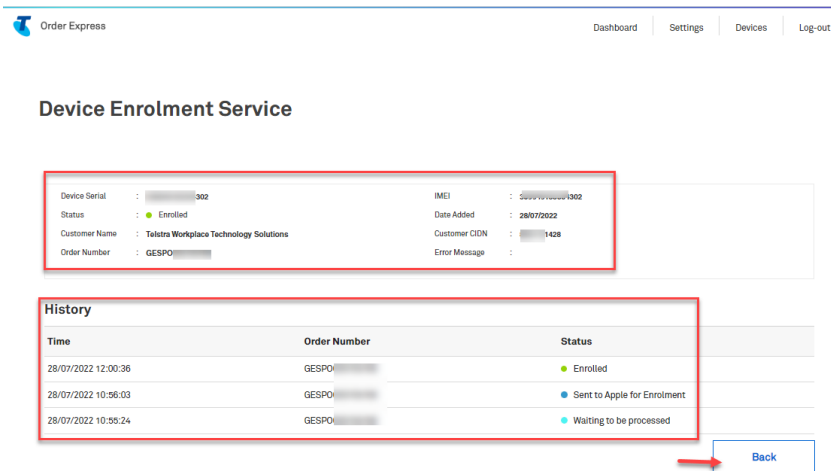 Order Express
Dashboard Settings Devices Log-out
Device Enrolment Service
Device Serial : 302 IMEI : 302
Status : Enrolled Date Added : 28/07/2022
Customer Name : Telstra Workplace Technology Solutions Customer CIDN : 1428
Order Number : GESPO Error Message :
History
Time Order Number Status
28/07/2022 12:00:36 GESPO Enrolled
28/07/2022 10:56:03 GESPO Sent to Apple for Enrolment
28/07/2022 10:55:24 GESPO Waiting to be processed
Back